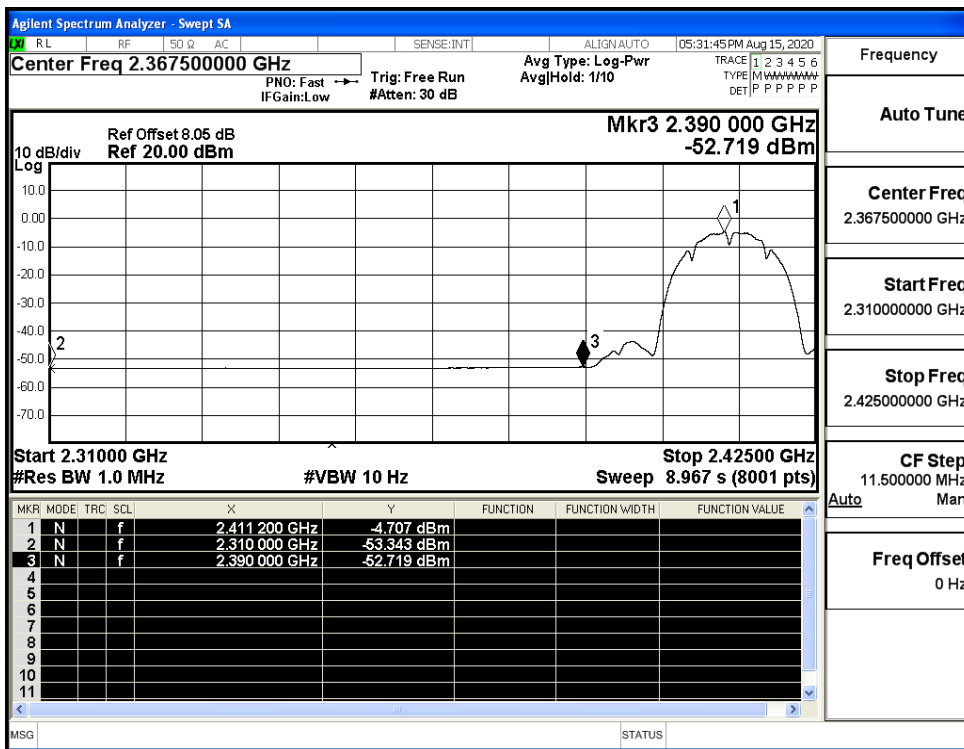 Agilent Spectrum Analyzer - Swept SA
LXI RL RF 50 Ω AC SENSE:INT ALIGNAUTO 05:31:45 PM Aug 15, 2020
Center Freq 2.367500000 GHz
PNO: Fast
IFGain:Low
Trig: Free Run
#Atten: 30 dB
Avg Type: Log-Pwr
Avg|Hold: 1/10
TRACE 1 2 3 4 5 6
TYPE M W W W W W
DET P P P P P P
Ref Offset 8.05 dB
10 dB/div Ref 20.00 dBm
Log
Mkr3 2.390 000 GHz
-52.719 dBm
10.0
0.00
-10.0
-20.0
-30.0
-40.0
-50.0
-60.0
-70.0
1
2
3
Start 2.31000 GHz Stop 2.42500 GHz
#Res BW 1.0 MHz #VBW 10 Hz Sweep 8.967 s (8001 pts)
MKR MODE TRC SCL X Y FUNCTION FUNCTION WIDTH FUNCTION VALUE
1 N f 2.411 200 GHz -4.707 dBm
2 N f 2.310 000 GHz -53.343 dBm
3 N f 2.390 000 GHz -52.719 dBm
4
5
6
7
8
9
10
11
MSG STATUS
Frequency
Auto Tune
Center Freq
2.367500000 GHz
Start Freq
2.310000000 GHz
Stop Freq
2.425000000 GHz
CF Step
11.500000 MHz
Auto Man
Freq Offset
0 Hz